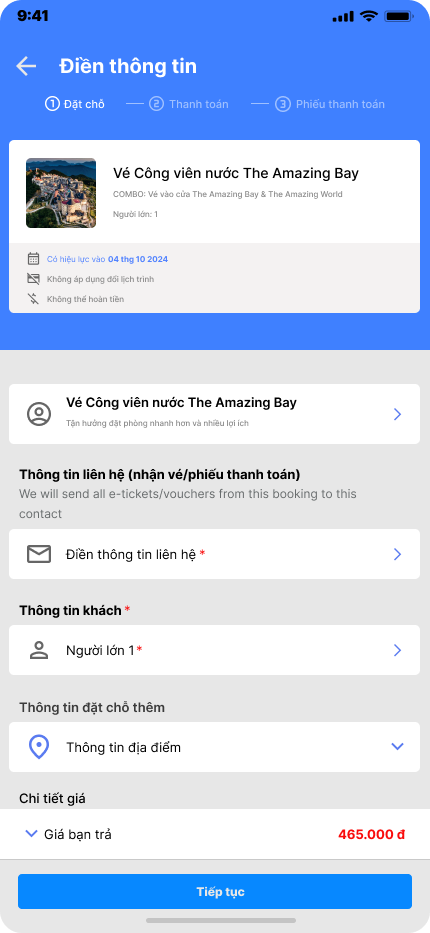 9:41
Điền thông tin
1 Đặt chỗ 2 Thanh toán 3 Phiếu thanh toán
Vé Công viên nước The Amazing Bay
COMBO: Vé vào cửa The Amazing Bay & The Amazing World
Người lớn: 1
Có hiệu lực vào 04 thg 10 2024
Không áp dụng đổi lịch trình
Không thể hoàn tiền
Vé Công viên nước The Amazing Bay
Tận hưởng đặt phòng nhanh hơn và nhiều lợi ích
Thông tin liên hệ (nhận vé/phiếu thanh toán)
We will send all e-tickets/vouchers from this booking to this
contact
Điền thông tin liên hệ *
Thông tin khách *
Người lớn 1 *
Thông tin đặt chỗ thêm
Thông tin địa điểm
Chi tiết giá
Giá bạn trả 465.000 đ
Tiếp tục